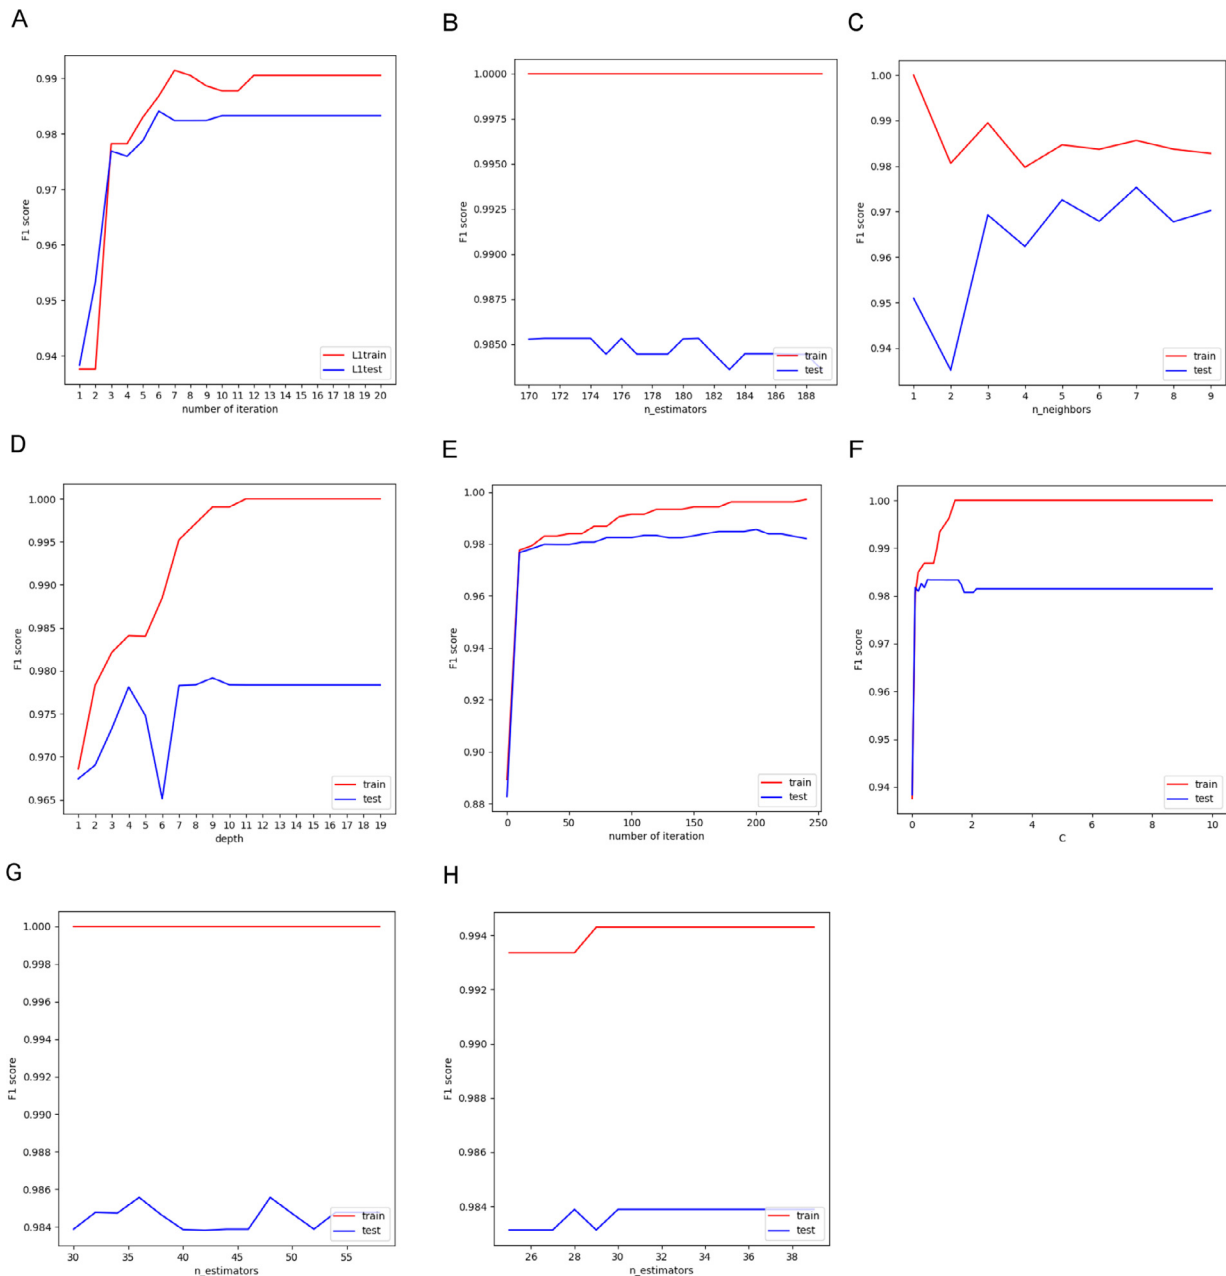 A
F1 score
0.99
0.98
0.97
0.96
0.95
0.94
L1train
L1test
1 2 3 4 5 6 7 8 9 10 11 12 13 14 15 16 17 18 19 20
number of iteration
B
F1 score
1.0000
0.9975
0.9950
0.9925
0.9900
0.9875
0.9850
train
test
170 172 174 176 178 180 182 184 186 188
n_estimators
C
F1 score
1.00
0.99
0.98
0.97
0.96
0.95
0.94
train
test
1 2 3 4 5 6 7 8 9
n_neighbors
D
F1 score
1.000
0.995
0.990
0.985
0.980
0.975
0.970
0.965
train
test
1 2 3 4 5 6 7 8 9 10 11 12 13 14 15 16 17 18 19
depth
E
F1 score
1.00
0.98
0.96
0.94
0.92
0.90
0.88
train
test
0 50 100 150 200 250
number of iteration
F
F1 score
1.00
0.99
0.98
0.97
0.96
0.95
0.94
train
test
0 2 4 6 8 10
C
G
F1 score
1.000
0.998
0.996
0.994
0.992
0.990
0.988
0.986
0.984
train
test
30 35 40 45 50 55
n_estimators
H
F1 score
0.994
0.992
0.990
0.988
0.986
0.984
train
test
26 28 30 32 34 36 38
n_estimators